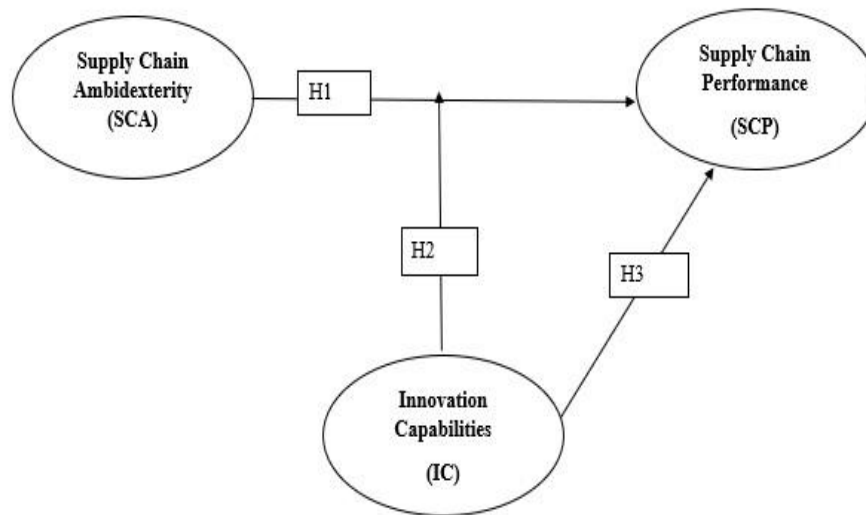 Supply Chain
Ambidexterity
(SCA)
H1
Supply Chain
Performance
(SCP)
H2
H3
Innovation
Capabilities
(IC)